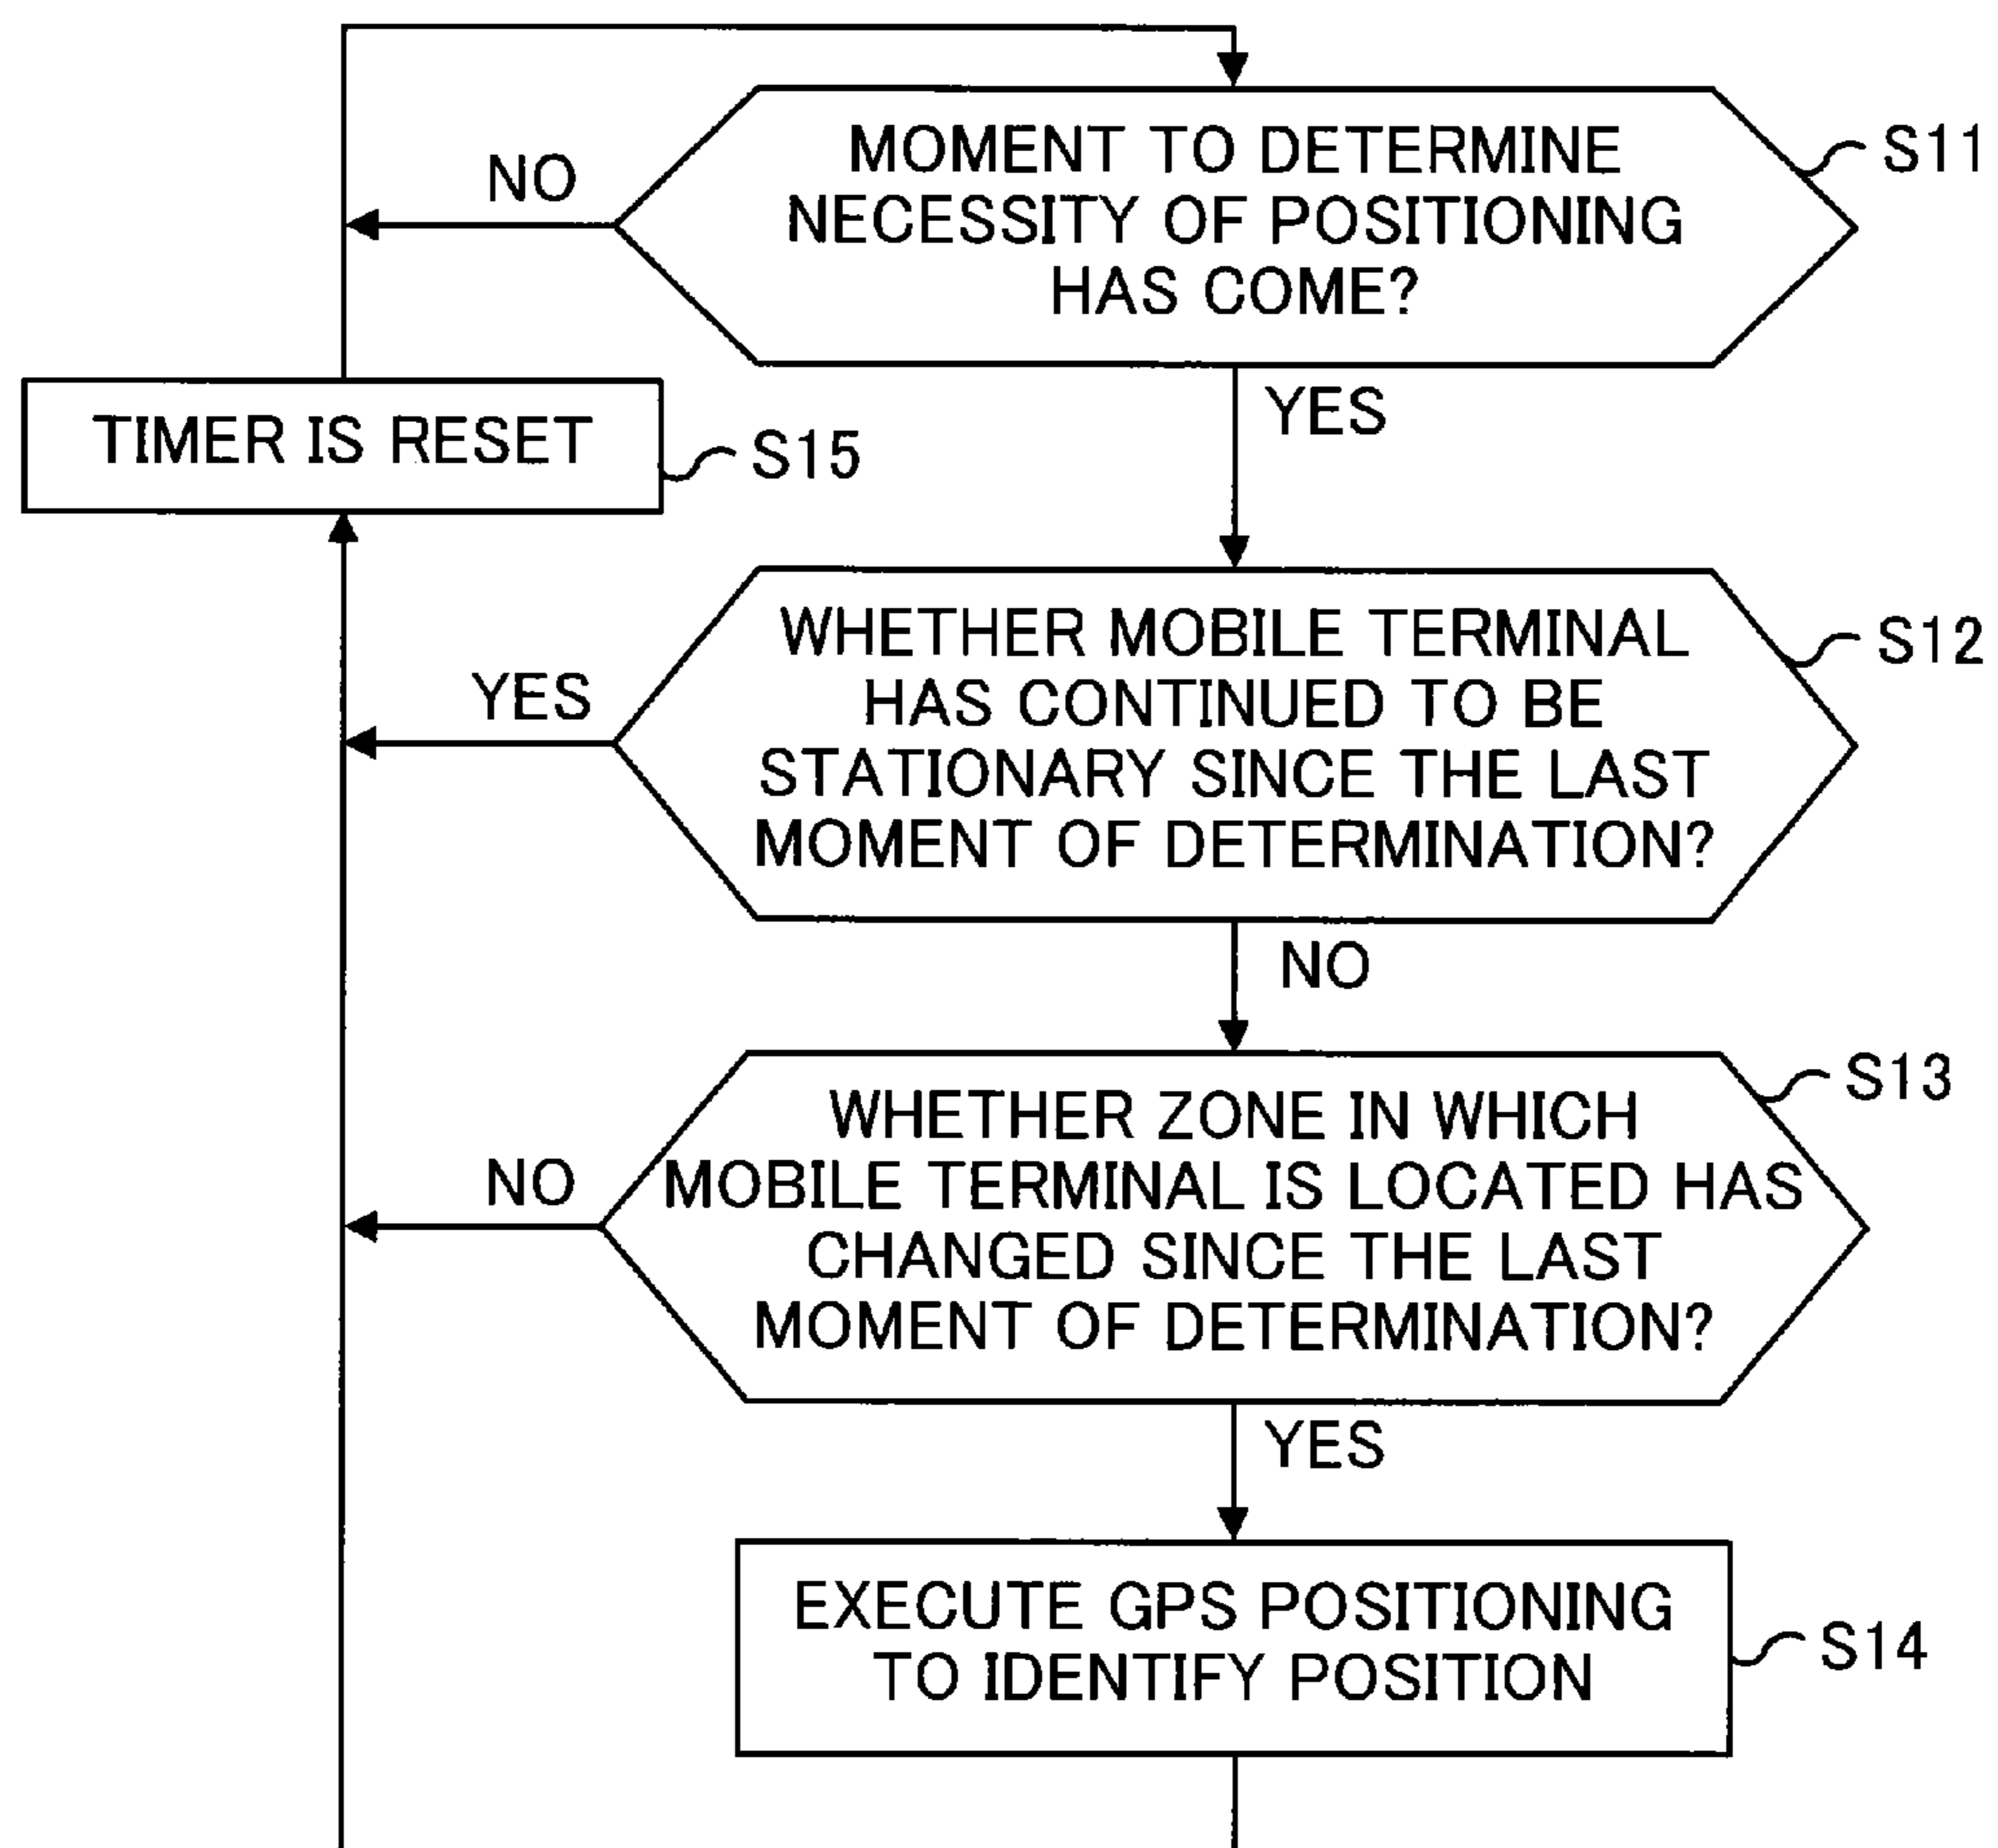 MOMENT TO DETERMINE
NECESSITY OF POSITIONING
HAS COME?
S11
NO
YES
TIMER IS RESET
S15
WHETHER MOBILE TERMINAL
HAS CONTINUED TO BE
STATIONARY SINCE THE LAST
MOMENT OF DETERMINATION?
S12
YES
NO
WHETHER ZONE IN WHICH
MOBILE TERMINAL IS LOCATED HAS
CHANGED SINCE THE LAST
MOMENT OF DETERMINATION?
S13
NO
YES
EXECUTE GPS POSITIONING
TO IDENTIFY POSITION
S14